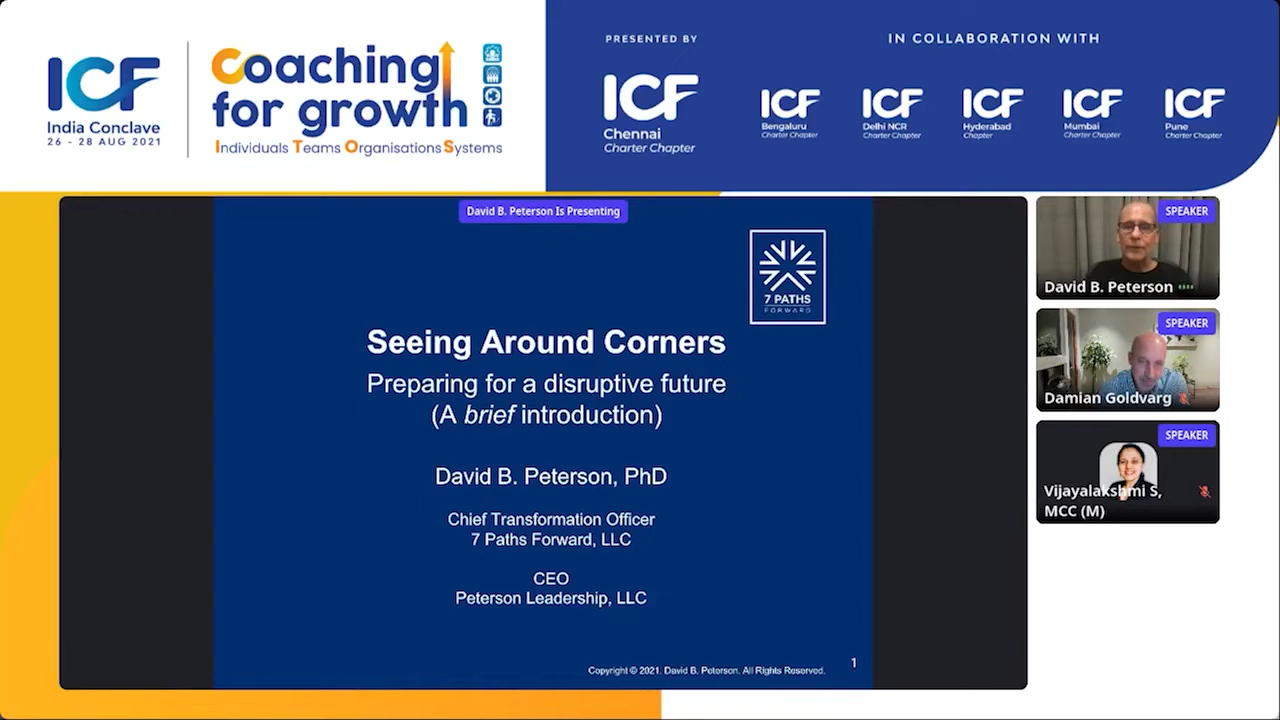 ICF
India Conclave
26 - 28 AUG 2021
Coaching
for growth
Individuals Teams Organisations Systems
PRESENTED BY
ICF
Chennai
Charter Chapter
IN COLLABORATION WITH
ICF
Bengaluru
Charter Chapter
ICF
Delhi NCR
Charter Chapter
ICF
Hyderabad
Chapter
ICF
Mumbai
Charter Chapter
ICF
Pune
Charter Chapter
David B. Peterson Is Presenting
7 PATHS
FORWARD
Seeing Around Corners
Preparing for a disruptive future
(A brief introduction)
David B. Peterson, PhD
Chief Transformation Officer
7 Paths Forward, LLC
CEO
Peterson Leadership, LLC
Copyright © 2021. David B. Peterson. All Rights Reserved.
1
SPEAKER
David B. Peterson
SPEAKER
Damian Goldvarg
SPEAKER
Vijayalakshmi S,
MCC (M)